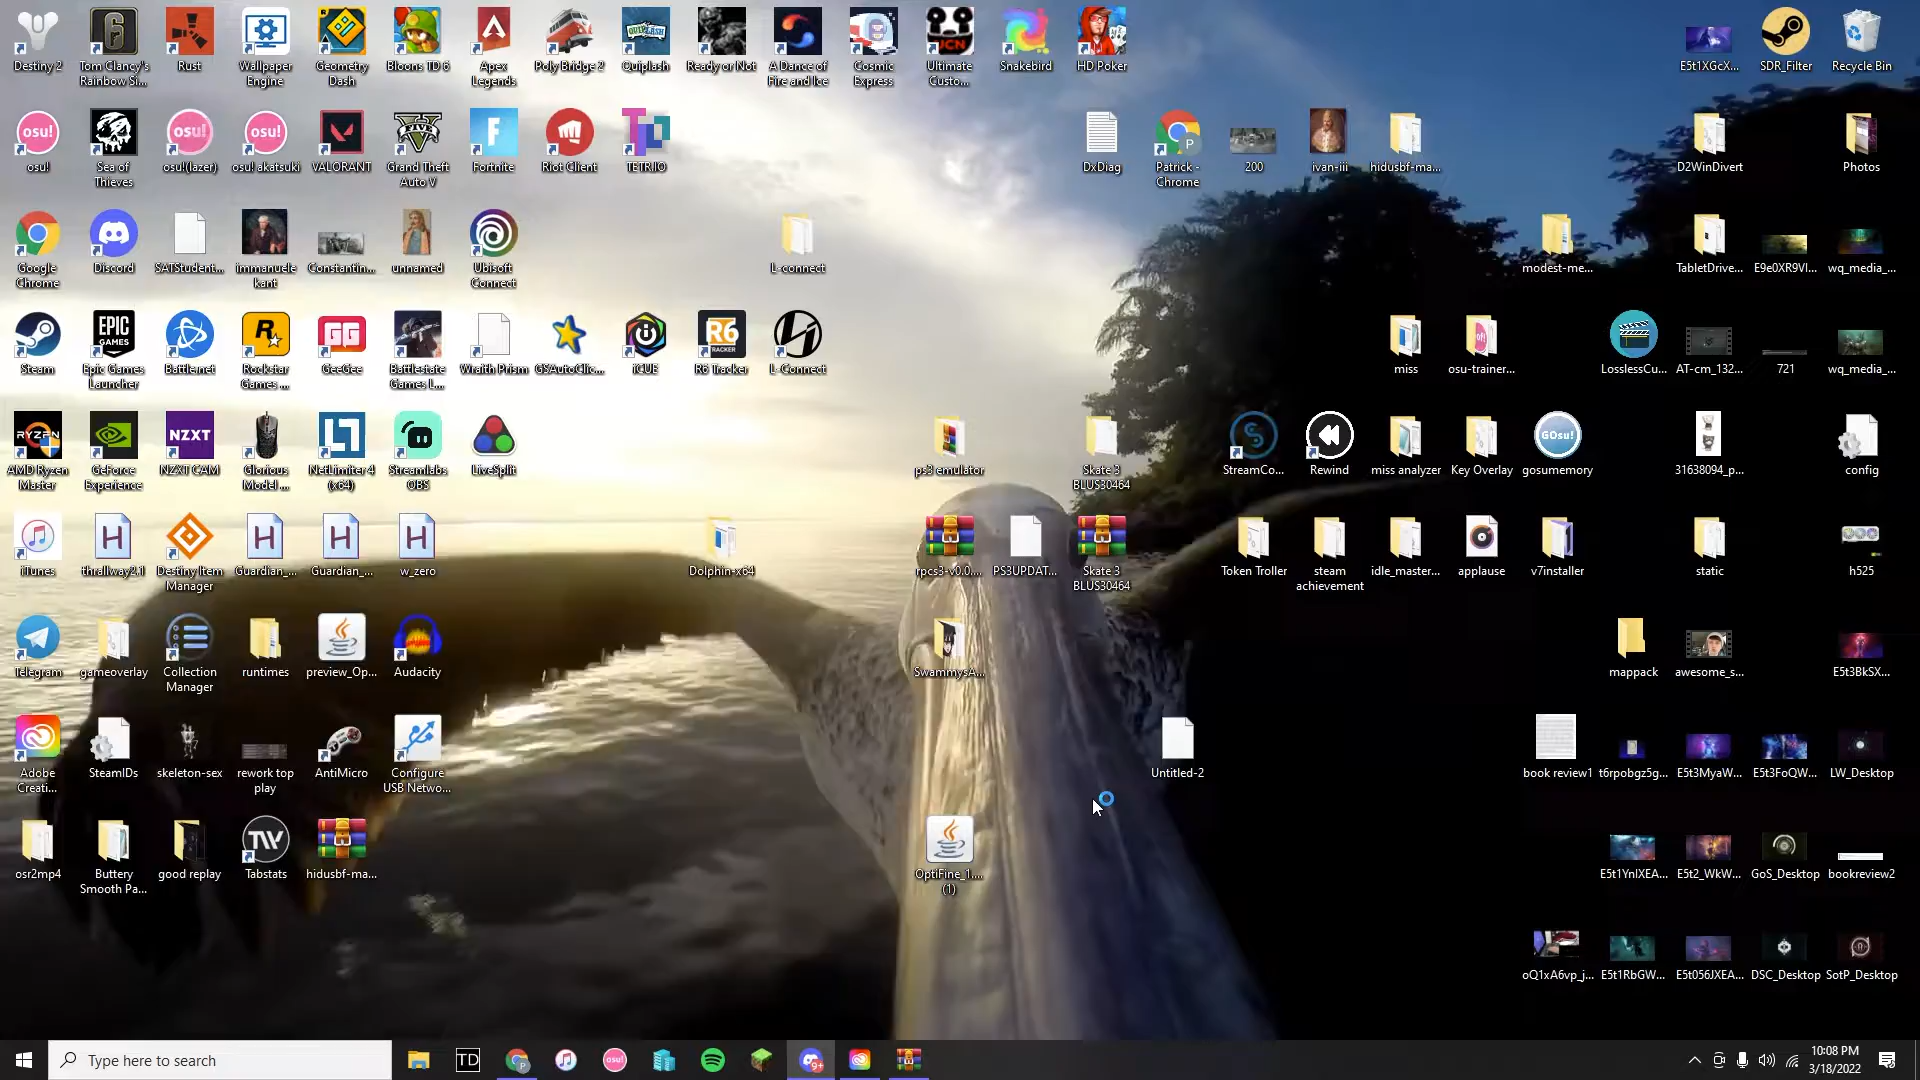 Destiny 2
Tom Clancy's
Rainbow Si...
Rust
Wallpaper
Engine
Geometry
Dash
Bloons TD 6
Apex
Legends
Poly Bridge 2
Quiplash
Ready or Not
A Dance of
Fire and Ice
Cosmic
Express
Ultimate
Custo...
Snakebird
HD Poker
E5t1XGcX...
SDR_Filter
Recycle Bin
osu!
Sea of
Thieves
osu!(lazer)
osu! akatsuki
VALORANT
Grand Theft
Auto V
Fortnite
Riot Client
TETR.IO
DxDiag
Patrick -
Chrome
200
ivan-iii
hidusbf-ma...
D2WinDivert
Photos
Google
Chrome
Discord
SATStudent...
immanuele
kant
Constantin...
unnamed
Ubisoft
Connect
L-connect
modest-me...
TabletDrive...
E9e0XR9VI...
wq_media_...
Steam
Epic Games
Launcher
Battle.net
Rockstar
Games ...
GeeGee
Battlestate
Games L...
Wraith Prism
GSAutoClic...
iCUE
R6 Tracker
L-Connect
miss
osu-trainer...
LosslessCu...
AT-cm_132...
721
wq_media_...
AMD Ryzen
Master
GeForce
Experience
NZXT CAM
Glorious
Model ...
NetLimiter 4
(x64)
Streamlabs
OBS
LiveSplit
ps3 emulator
Skate 3
BLUS30464
StreamCo...
Rewind
miss analyzer
Key Overlay
gosumemory
31638094_p...
config
iTunes
thrallway2.1
Destiny Item
Manager
Guardian_...
Guardian_...
w_zero
Dolphin-x64
rpcs3-v0.0....
PS3UPDAT...
Skate 3
BLUS30464
Token Troller
steam
achievement
idle_master...
applause
v7installer
static
h525
Telegram
gameoverlay
Collection
Manager
runtimes
preview_Op...
Audacity
SwammysA...
mappack
awesome_s...
E5t3BkSX...
Adobe
Creati...
SteamIDs
skeleton-sex
rework top
play
AntiMicro
Configure
USB Netwo...
Untitled-2
book review1
t6rpobgz5g...
E5t3MyaW...
E5t3FoQW...
LW_Desktop
osr2mp4
Buttery
Smooth Pa...
good replay
Tabstats
hidusbf-ma...
OptiFine_1....
(1)
E5t1YnIXEA...
E5t2_WkW...
GoS_Desktop
bookreview2
oQ1xA6vp_j...
E5t1RbGW...
E5t056JXEA...
DSC_Desktop
SotP_Desktop
Type here to search
TD
10:08 PM
3/18/2022